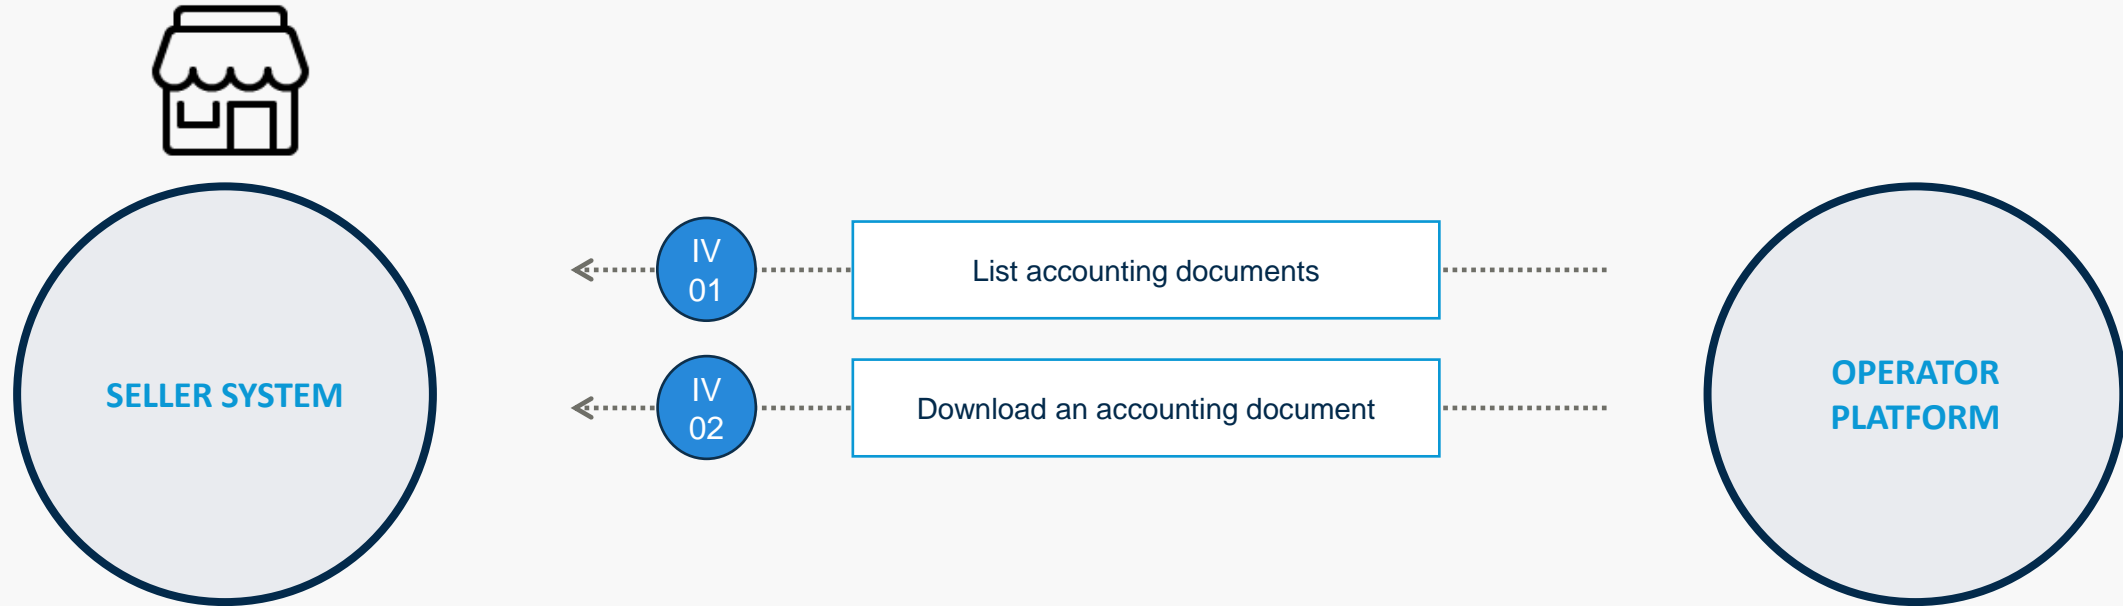 IV
01
List accounting documents
SELLER SYSTEM
IV
02
Download an accounting document
OPERATOR
PLATFORM